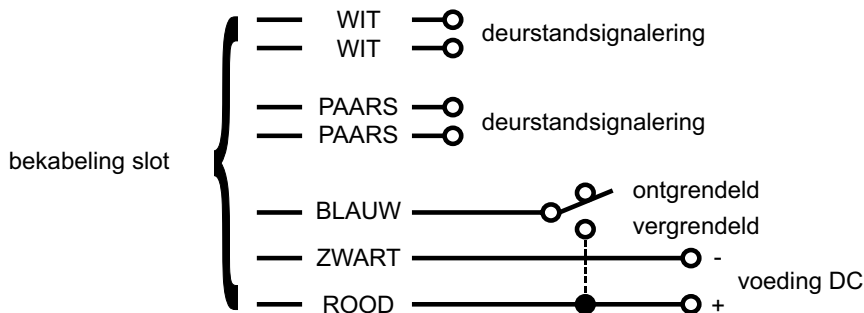 WIT
WIT
deurstandsignalering
PAARS
PAARS
deurstandsignalering
bekabeling slot
BLAUW
ontgrendeld
vergrendeld
ZWART
-
voeding DC
ROOD
+